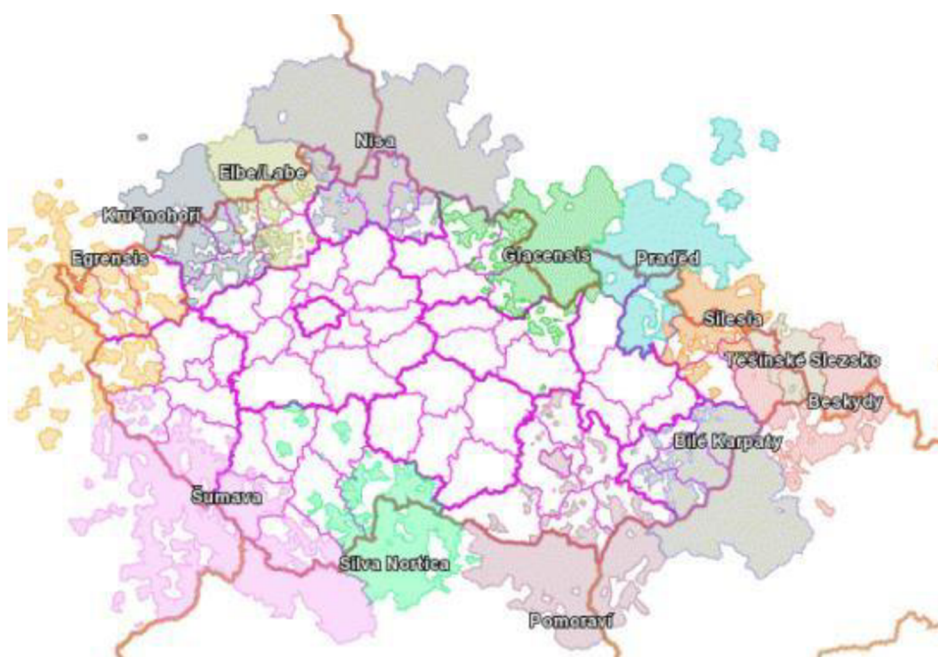 Nisa
Elbe/Labe
Krušnohoří
Egrensis
Glacensis
Praděd
Silesia
Těšínské Slezsko
Beskydy
Bílé Karpaty
Šumava
Silva Nortica
Pomoraví